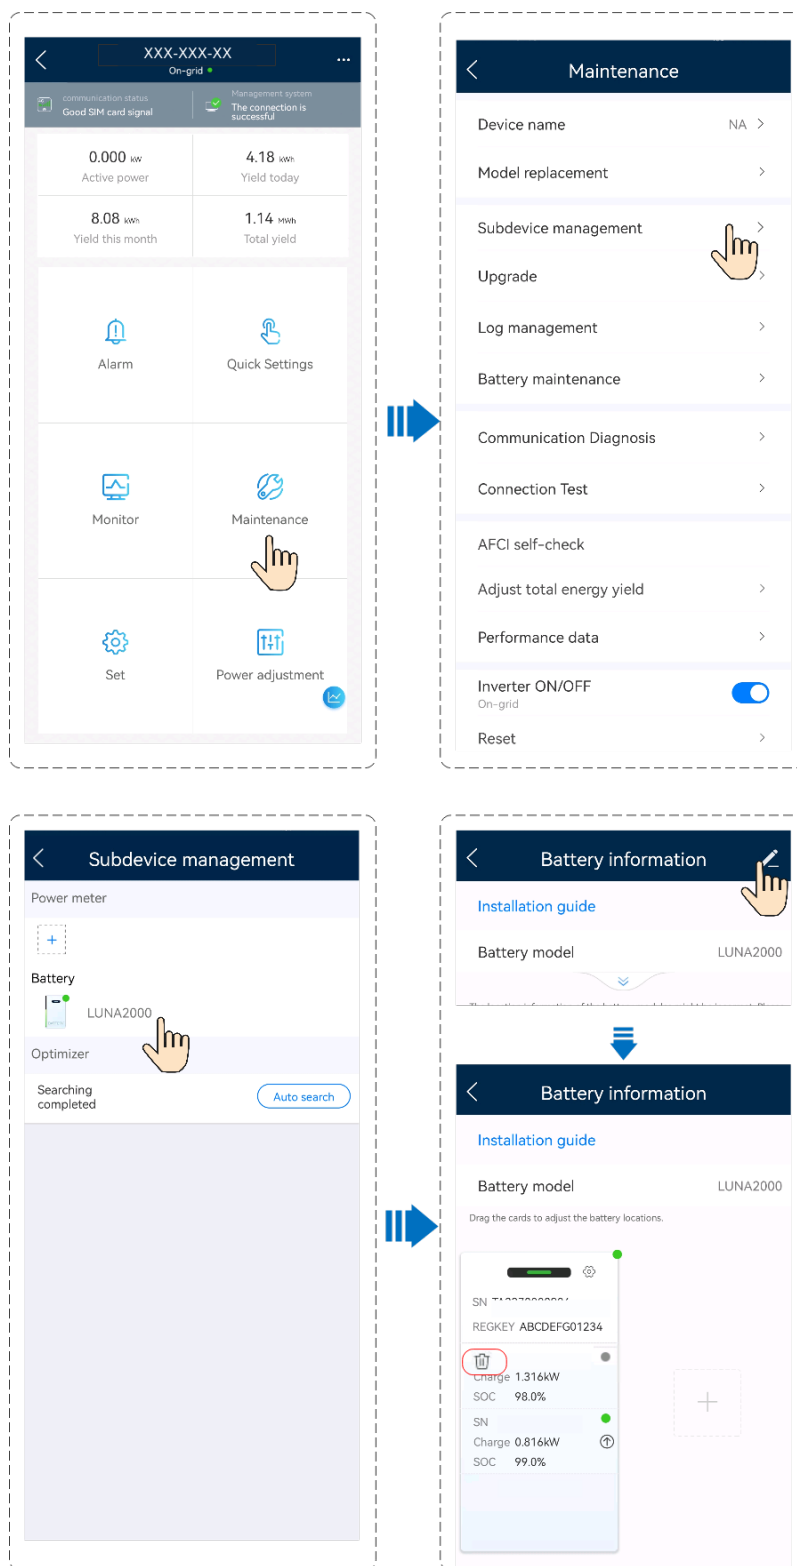 XXX-XXX-XX
On-grid
communication status
Good SIM card signal
Management system
The connection is
successful
0.000 kW
Active power
4.18 kWh
Yield today
8.08 kWh
Yield this month
1.14 MWh
Total yield
Alarm
Quick Settings
Monitor
Maintenance
Set
Power adjustment
Maintenance
Device name NA
Model replacement
Subdevice management
Upgrade
Log management
Battery maintenance
Communication Diagnosis
Connection Test
AFCI self-check
Adjust total energy yield
Performance data
Inverter ON/OFF
On-grid
Reset
Subdevice management
Power meter
Battery
LUNA2000
Optimizer
Searching
completed
Auto search
Battery information
Installation guide
Battery model LUNA2000
Battery information
Installation guide
Battery model LUNA2000
Drag the cards to adjust the battery locations.
SN
REGKEY ABCDEFG01234
Charge 1.316kW
SOC 98.0%
SN
Charge 0.816kW
SOC 99.0%